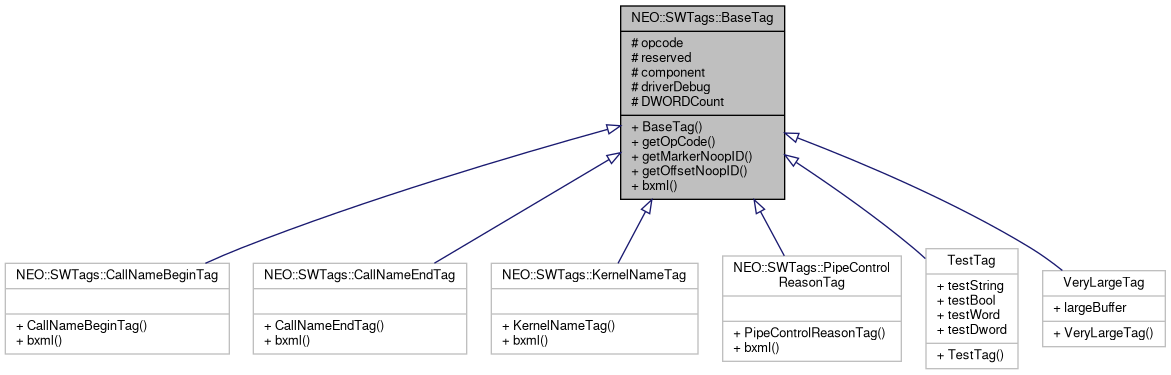 NEO::SWTags::BaseTag
# opcode
# reserved
# component
# driverDebug
# DWORDCount
+ BaseTag()
+ getOpCode()
+ getMarkerNoopID()
+ getOffsetNoopID()
+ bxml()
NEO::SWTags::CallNameBeginTag
+ CallNameBeginTag()
+ bxml()
NEO::SWTags::CallNameEndTag
+ CallNameEndTag()
+ bxml()
NEO::SWTags::KernelNameTag
+ KernelNameTag()
+ bxml()
NEO::SWTags::PipeControl
ReasonTag
+ PipeControlReasonTag()
+ bxml()
TestTag
+ testString
+ testBool
+ testWord
+ testDword
+ TestTag()
VeryLargeTag
+ largeBuffer
+ VeryLargeTag()